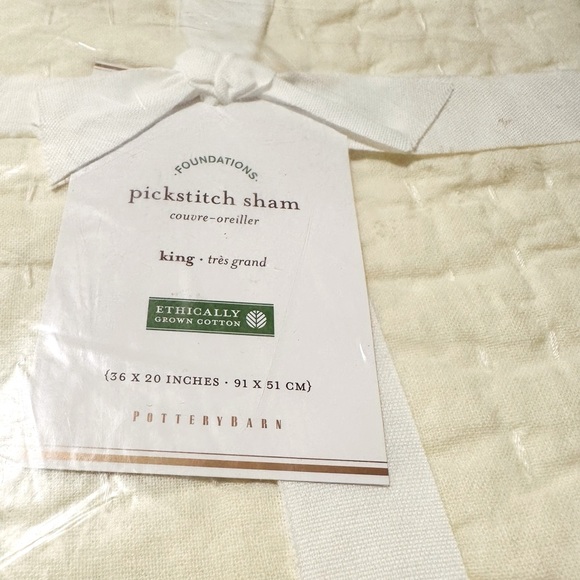 ·FOUNDATIONS·
pickstitch sham
couvre-oreiller
king · très grand
ETHICALLY
GROWN COTTON
{36 X 20 INCHES · 91 X 51 CM}
POTTERYBARN